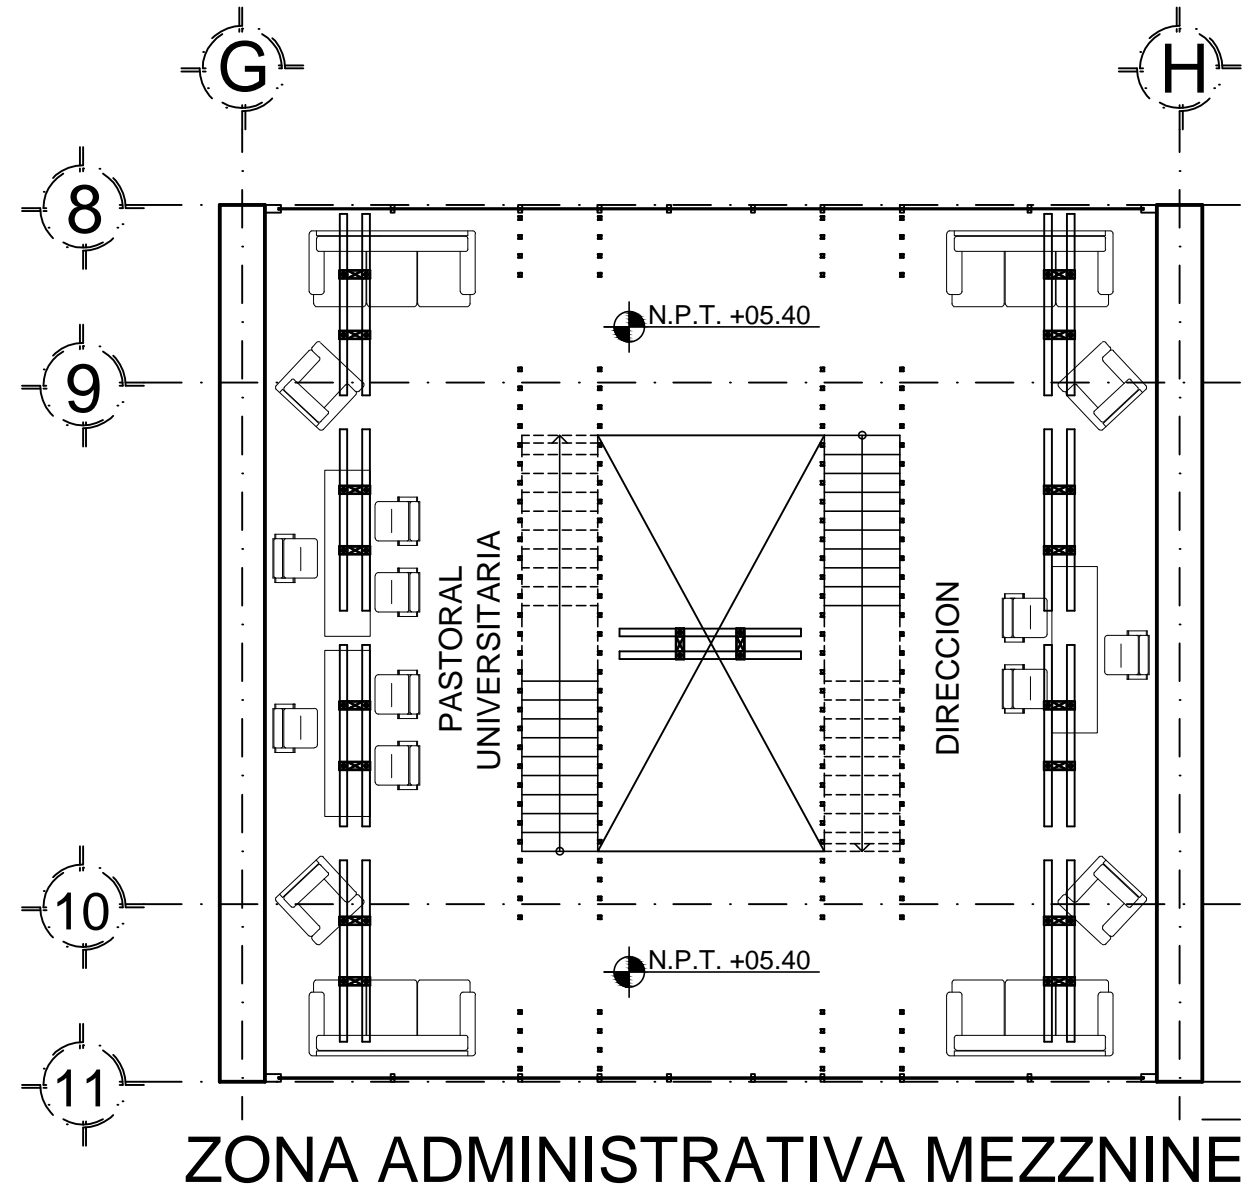 G
H
8
N.P.T. +05.40
9
PASTORAL
UNIVERSITARIA
DIRECCION
10
N.P.T. +05.40
11
ZONA ADMINISTRATIVA MEZZNINE